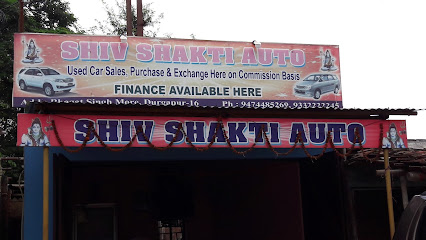 SHIV SHAKTI AUTO
Used Car Sales, Purchase & Exchange Here on Commission Basis
FINANCE AVAILABLE HERE
Bhagat Singh More, Durgapur-16 Ph.: 9474485269, 9332222245
SHIV SHAKTI AUTO